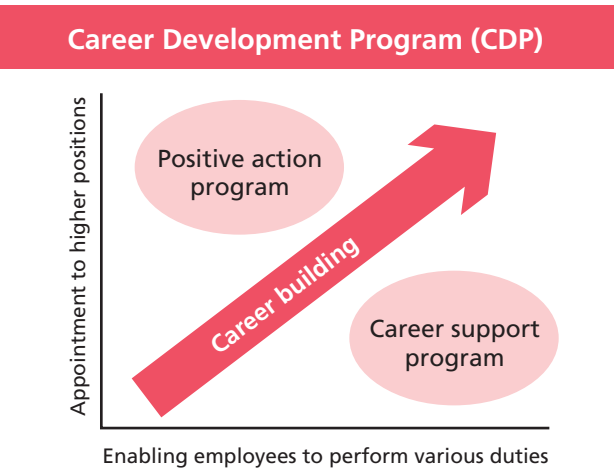 Career Development Program (CDP)
Appointment to higher positions
Positive action
program
Career building
Career support
program
Enabling employees to perform various duties